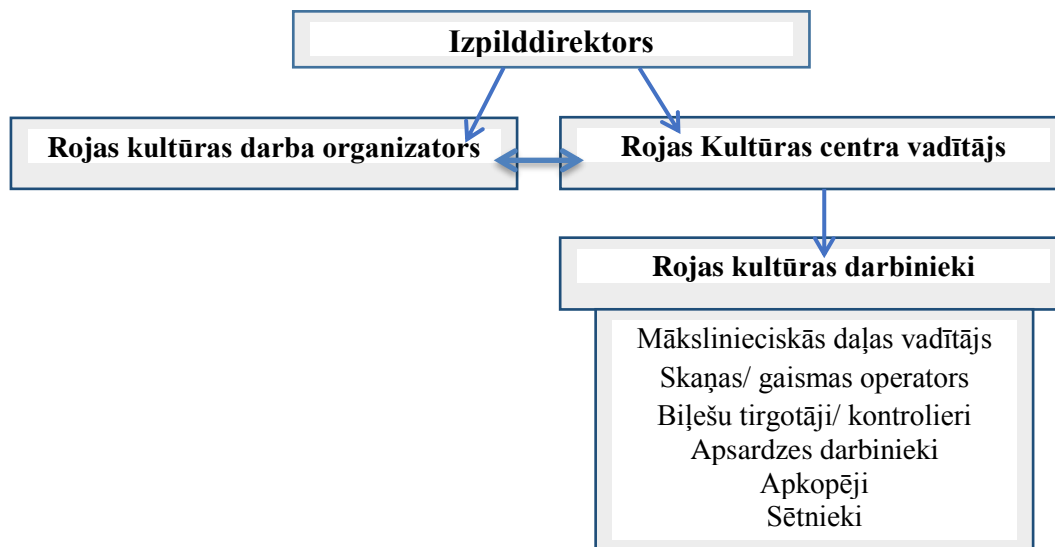 Izpilddirektors
Rojas kultūras darba organizators
Rojas Kultūras centra vadītājs
Rojas kultūras darbinieki
Mākslinieciskās daļas vadītājs
Skaņas/ gaismas operators
Biļešu tirgotāji/ kontrolieri
Apsardzes darbinieki
Apkopēji
Sētnieki